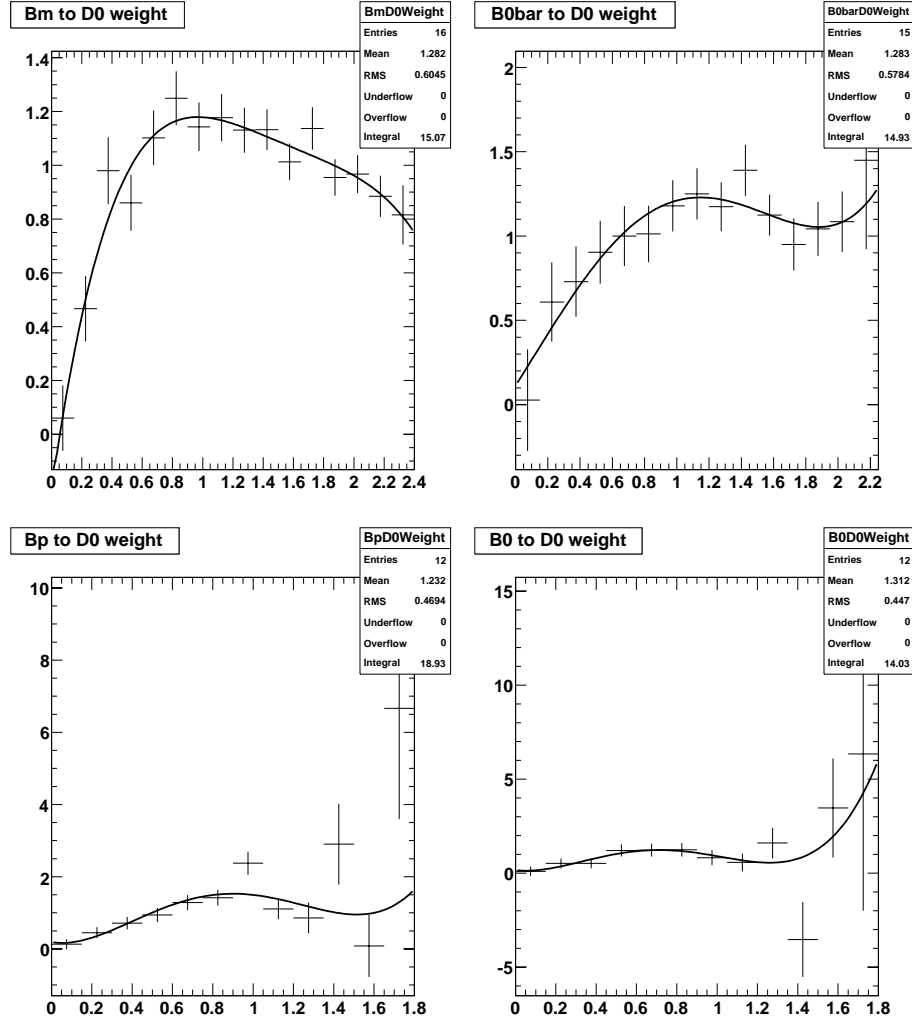 Bm to D0 weight
BmD0Weight
Entries 16
Mean 1.282
RMS 0.6045
Underflow 0
Overflow 0
Integral 15.07
1.4
1.2
1
0.8
0.6
0.4
0.2
0
0 0.2 0.4 0.6 0.8 1 1.2 1.4 1.6 1.8 2 2.2 2.4
B0bar to D0 weight
B0barD0Weight
Entries 15
Mean 1.283
RMS 0.5784
Underflow 0
Overflow 0
Integral 14.93
2
1.5
1
0.5
0
0 0.2 0.4 0.6 0.8 1 1.2 1.4 1.6 1.8 2 2.2
Bp to D0 weight
BpD0Weight
Entries 12
Mean 1.232
RMS 0.4694
Underflow 0
Overflow 0
Integral 18.93
10
8
6
4
2
0
0 0.2 0.4 0.6 0.8 1 1.2 1.4 1.6 1.8
B0 to D0 weight
B0D0Weight
Entries 12
Mean 1.312
RMS 0.447
Underflow 0
Overflow 0
Integral 14.03
15
10
5
0
-5
0 0.2 0.4 0.6 0.8 1 1.2 1.4 1.6 1.8